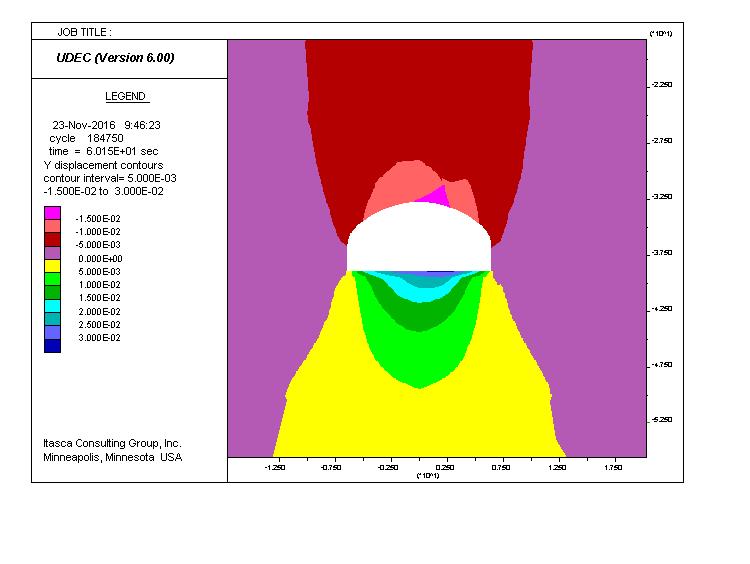 JOB TITLE :
UDEC (Version 6.00)
LEGEND
23-Nov-2016 9:46:23
cycle 184750
time = 6.015E+01 sec
Y displacement contours
contour interval= 5.000E-03
-1.500E-02 to 3.000E-02
-1.500E-02
-1.000E-02
-5.000E-03
0.000E+00
5.000E-03
1.000E-02
1.500E-02
2.000E-02
2.500E-02
3.000E-02
Itasca Consulting Group, Inc.
Minneapolis, Minnesota USA
(*10^1)
-2.250
-2.750
-3.250
-3.750
-4.250
-4.750
-5.250
-1.250 -0.750 -0.250 0.250 0.750 1.250 1.750
(*10^1)